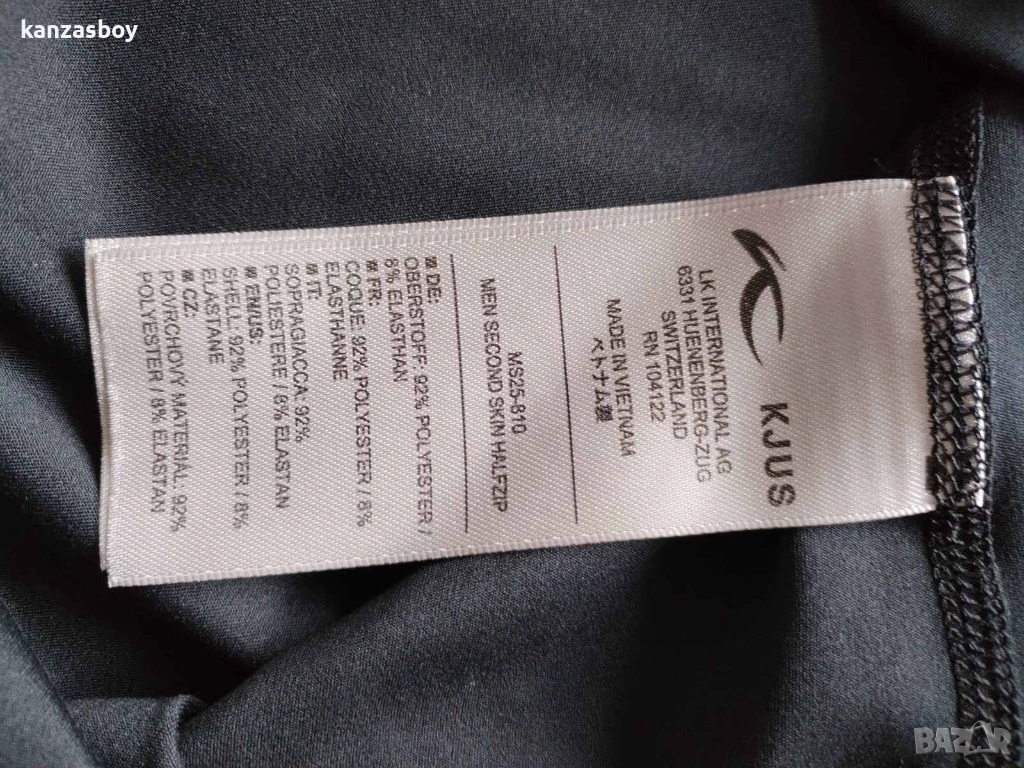 kanzasboy
KJUS
LK INTERNATIONAL AG
6331 HUENENBERG-ZUG
SWITZERLAND
RN 104122
MADE IN VIETNAM
ベトナム製
MS25-810
MEN SECOND SKIN HALFZIP
DE:
OBERSTOFF: 92% POLYESTER /
8% ELASTHAN
FR:
COQUE: 92% POLYESTER / 8%
ELASTHANNE
IT:
SOPRAGIACCA: 92%
POLIESTERE / 8% ELASTAN
EN/US:
SHELL: 92% POLYESTER / 8%
ELASTANE
CZ:
POVRCHOVÝ MATERIÁL: 92%
POLYESTER / 8% ELASTAN
BAZAR